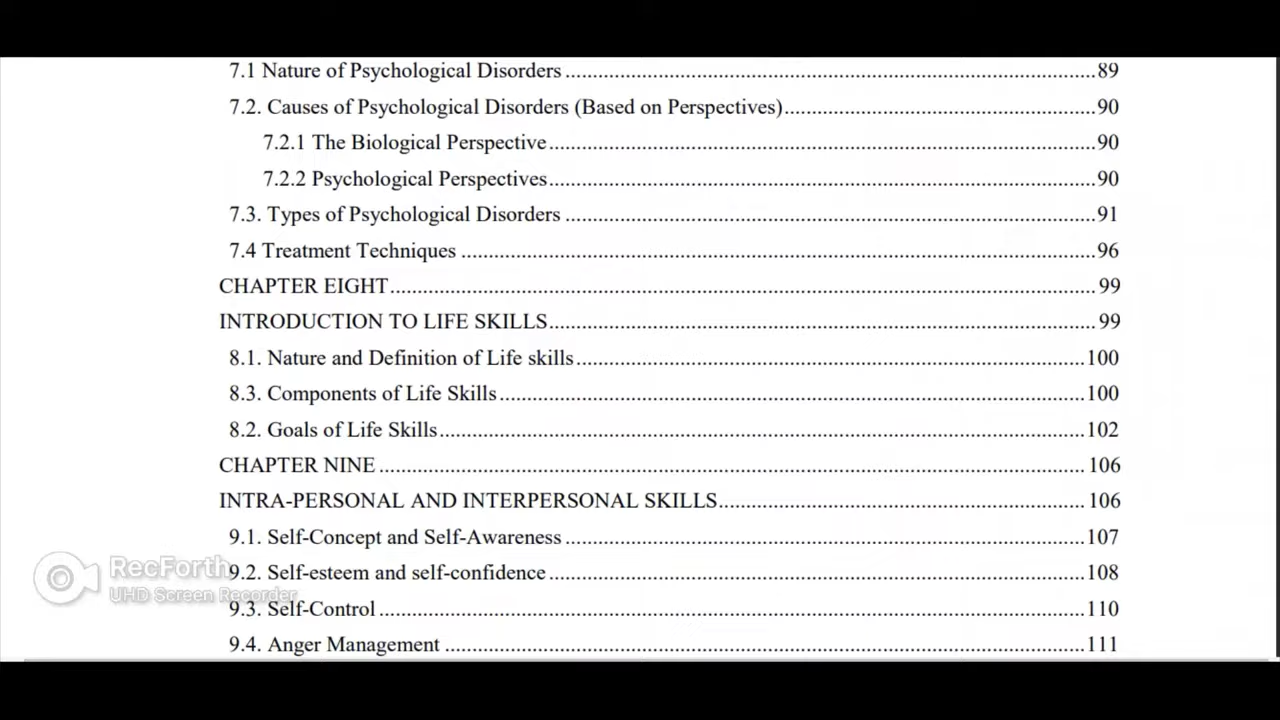 7.1 Nature of Psychological Disorders ..... 89
7.2. Causes of Psychological Disorders (Based on Perspectives) ..... 90
7.2.1 The Biological Perspective ..... 90
7.2.2 Psychological Perspectives ..... 90
7.3. Types of Psychological Disorders ..... 91
7.4 Treatment Techniques ..... 96
CHAPTER EIGHT ..... 99
INTRODUCTION TO LIFE SKILLS ..... 99
8.1. Nature and Definition of Life skills ..... 100
8.3. Components of Life Skills ..... 100
8.2. Goals of Life Skills ..... 102
CHAPTER NINE ..... 106
INTRA-PERSONAL AND INTERPERSONAL SKILLS ..... 106
9.1. Self-Concept and Self-Awareness ..... 107
RecForth
9.2. Self-esteem and self-confidence ..... 108
UHD Screen Recorder
9.3. Self-Control ..... 110
9.4. Anger Management ..... 111